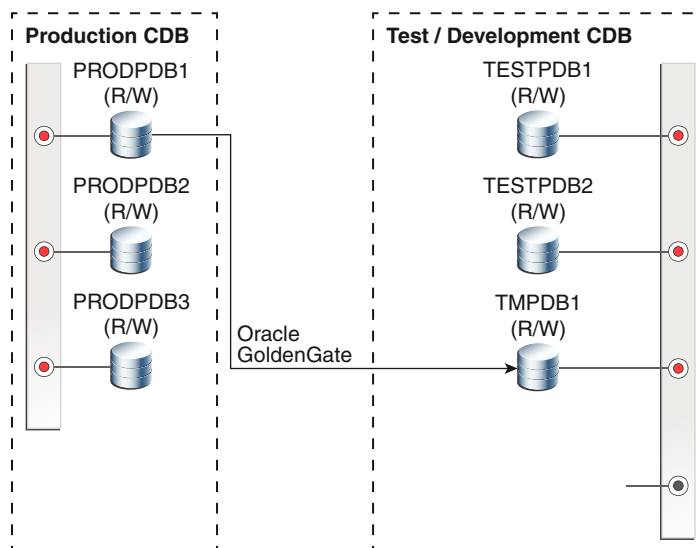 Production CDB
PRODPDB1
(R/W)
PRODPDB2
(R/W)
PRODPDB3
(R/W)
Oracle
GoldenGate
Test / Development CDB
TESTPDB1
(R/W)
TESTPDB2
(R/W)
TMPDB1
(R/W)